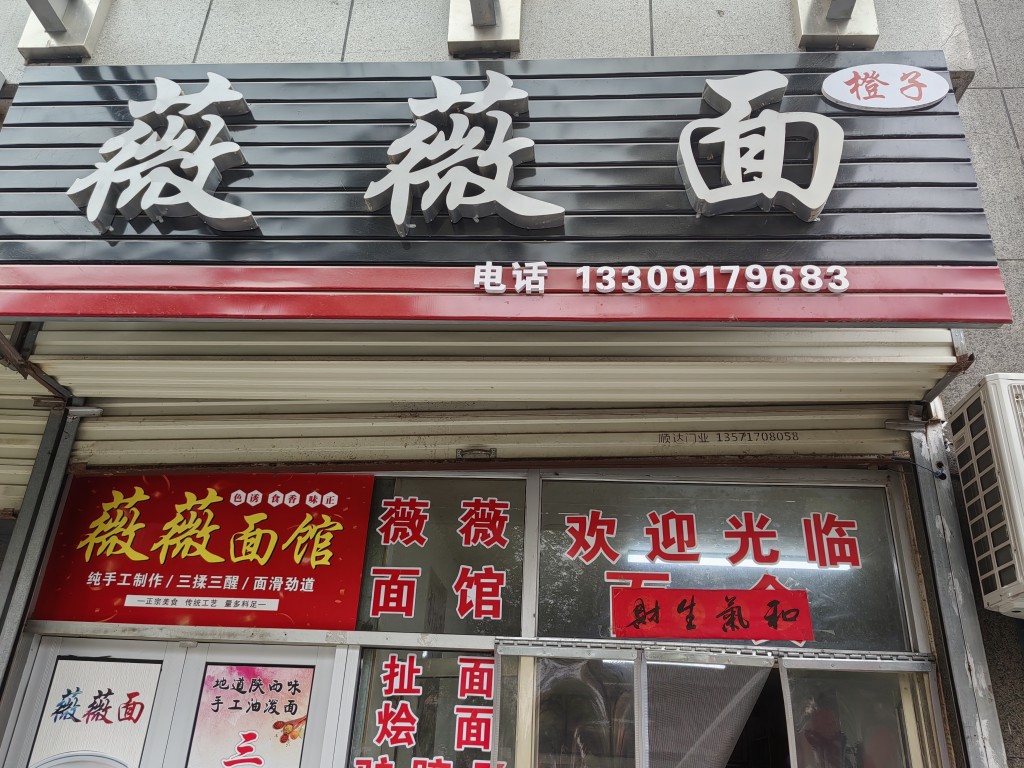 薇薇面
橙子
电话 13309179683
顺达门业 13571708058
色诱食香味正
薇薇面馆
纯手工制作/三揉三醒/面滑劲道
—正宗美食 传统工艺 量多料足—
薇薇
面馆
欢迎光临
财生氣和
薇薇面
地道陕西味
手工油泼面
三
扯面
烩面